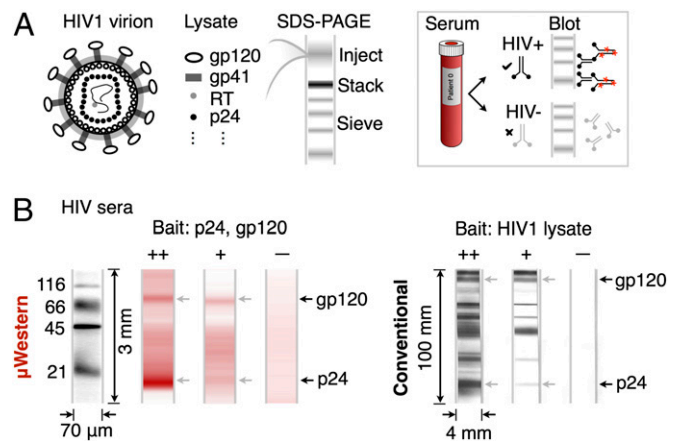 A
HIV1 virion
Lysate
gp120
gp41
RT
p24
SDS-PAGE
Inject
Stack
Sieve
Serum
Patient 0
HIV+
HIV-
Blot
B
HIV sera
Bait: p24, gp120
++ + —
µWestern
116
66
45
21
3 mm
gp120
p24
70 µm
Bait: HIV1 lysate
++ + —
Conventional
100 mm
gp120
p24
4 mm